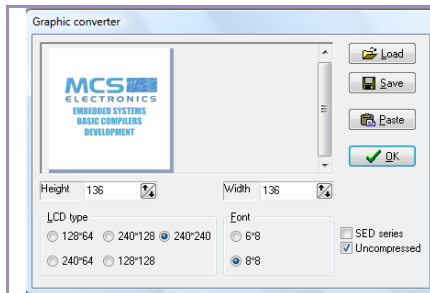 Graphic converter
MCS
ELECTRONICS
EMBEDDED SYSTEMS
BASIC COMPILERS
DEVELOPMENT
Load
Save
Paste
OK
Height 136 Width 136
LCD type
128*64 240*128 240*240
240*64 128*128
Font
6*8
8*8
SED series
Uncompressed